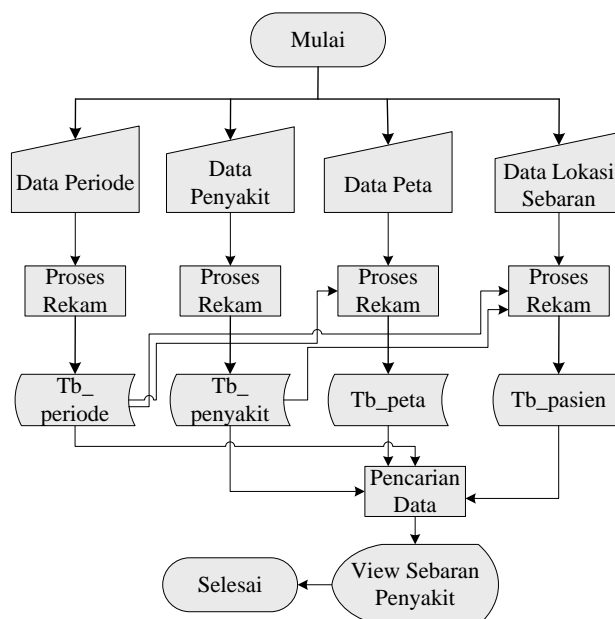 Mulai
Data Periode
Data
Penyakit
Data Peta
Data Lokasi
Sebaran
Proses
Rekam
Proses
Rekam
Proses
Rekam
Proses
Rekam
Tb_
periode
Tb_
penyakit
Tb_peta
Tb_pasien
Pencarian
Data
View Sebaran
Penyakit
Selesai